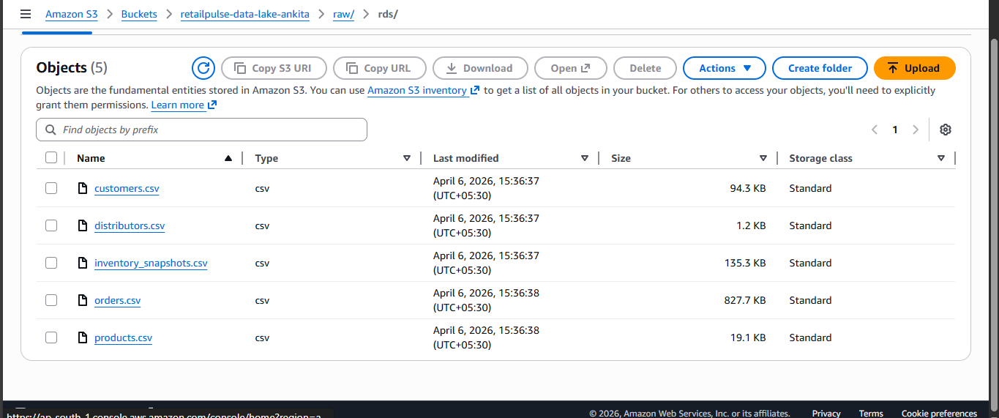 Amazon S3 > Buckets > retailpulse-data-lake-ankita > raw/ > rds/
Objects (5)
Copy S3 URI
Copy URL
Download
Open
Delete
Actions
Create folder
Upload
Objects are the fundamental entities stored in Amazon S3. You can use Amazon S3 inventory to get a list of all objects in your bucket. For others to access your objects, you'll need to explicitly
grant them permissions. Learn more
Find objects by prefix
1
Name Type Last modified Size Storage class
customers.csv csv April 6, 2026, 15:36:37 (UTC+05:30) 94.3 KB Standard
distributors.csv csv April 6, 2026, 15:36:37 (UTC+05:30) 1.2 KB Standard
inventory_snapshots.csv csv April 6, 2026, 15:36:37 (UTC+05:30) 135.3 KB Standard
orders.csv csv April 6, 2026, 15:36:38 (UTC+05:30) 827.7 KB Standard
products.csv csv April 6, 2026, 15:36:38 (UTC+05:30) 19.1 KB Standard
© 2026, Amazon Web Services, Inc. or its affiliates. Privacy Terms Cookie preferences
https://ap-south-1.console.aws.amazon.com/console/home?region=a